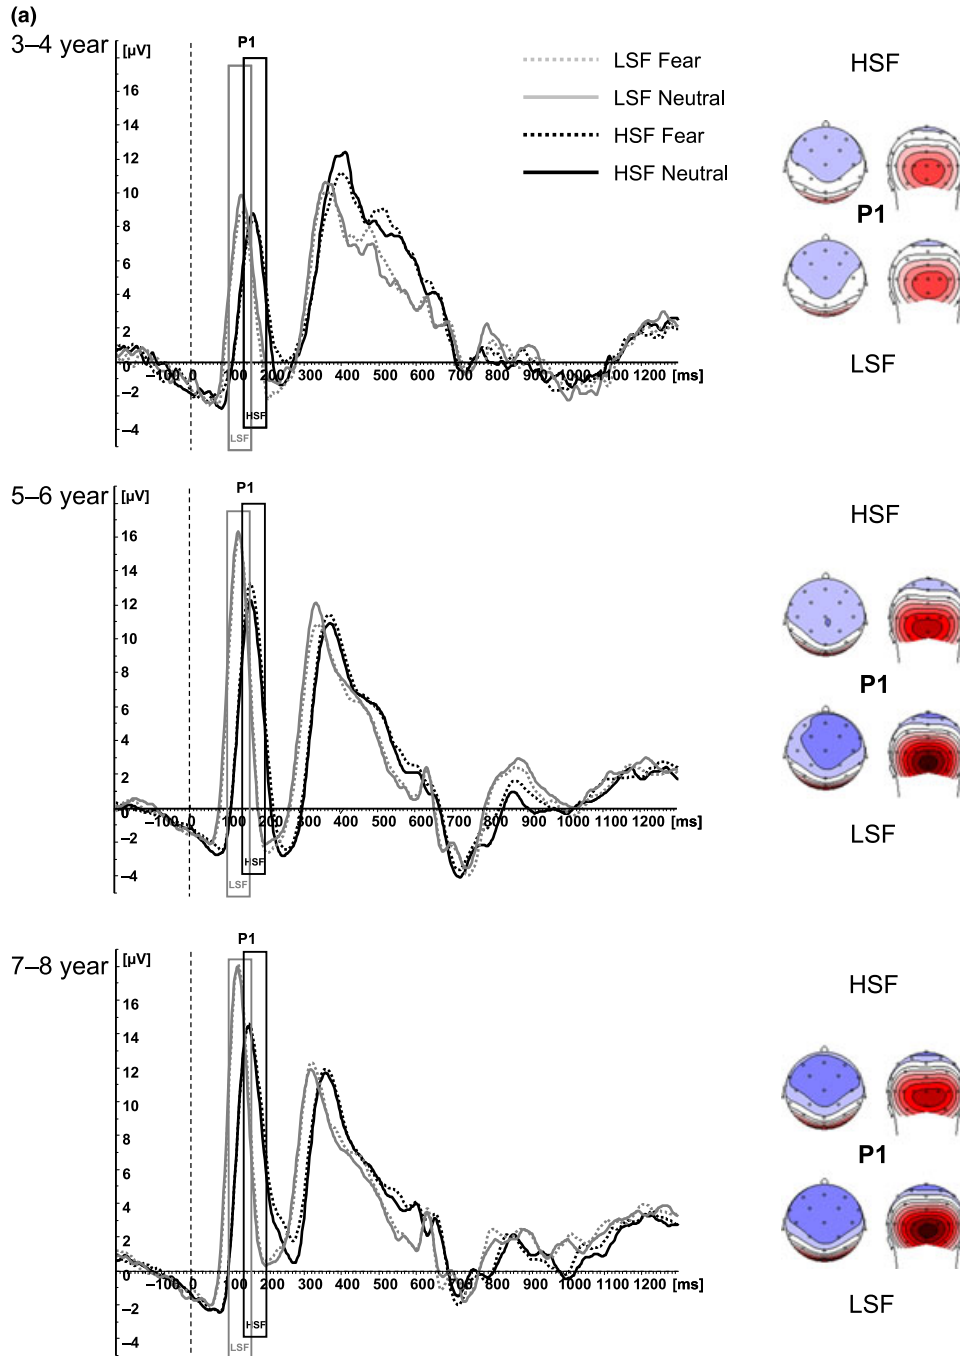 (a)
3–4 year
[µV]
P1
16
14
12
10
8
6
4
2
0
–2
–4
–100 0 100 200 300 400 500 600 700 800 900 1000 1100 1200 [ms]
HSF
LSF
LSF Fear
LSF Neutral
HSF Fear
HSF Neutral
HSF
P1
LSF
5–6 year
[µV]
P1
16
14
12
10
8
6
4
2
0
–2
–4
–100 0 100 200 300 400 500 600 700 800 900 1000 1100 1200 [ms]
HSF
LSF
HSF
P1
LSF
7–8 year
[µV]
P1
16
14
12
10
8
6
4
2
0
–2
–4
–100 0 100 200 300 400 500 600 700 800 900 1000 1100 1200 [ms]
HSF
LSF
HSF
P1
LSF